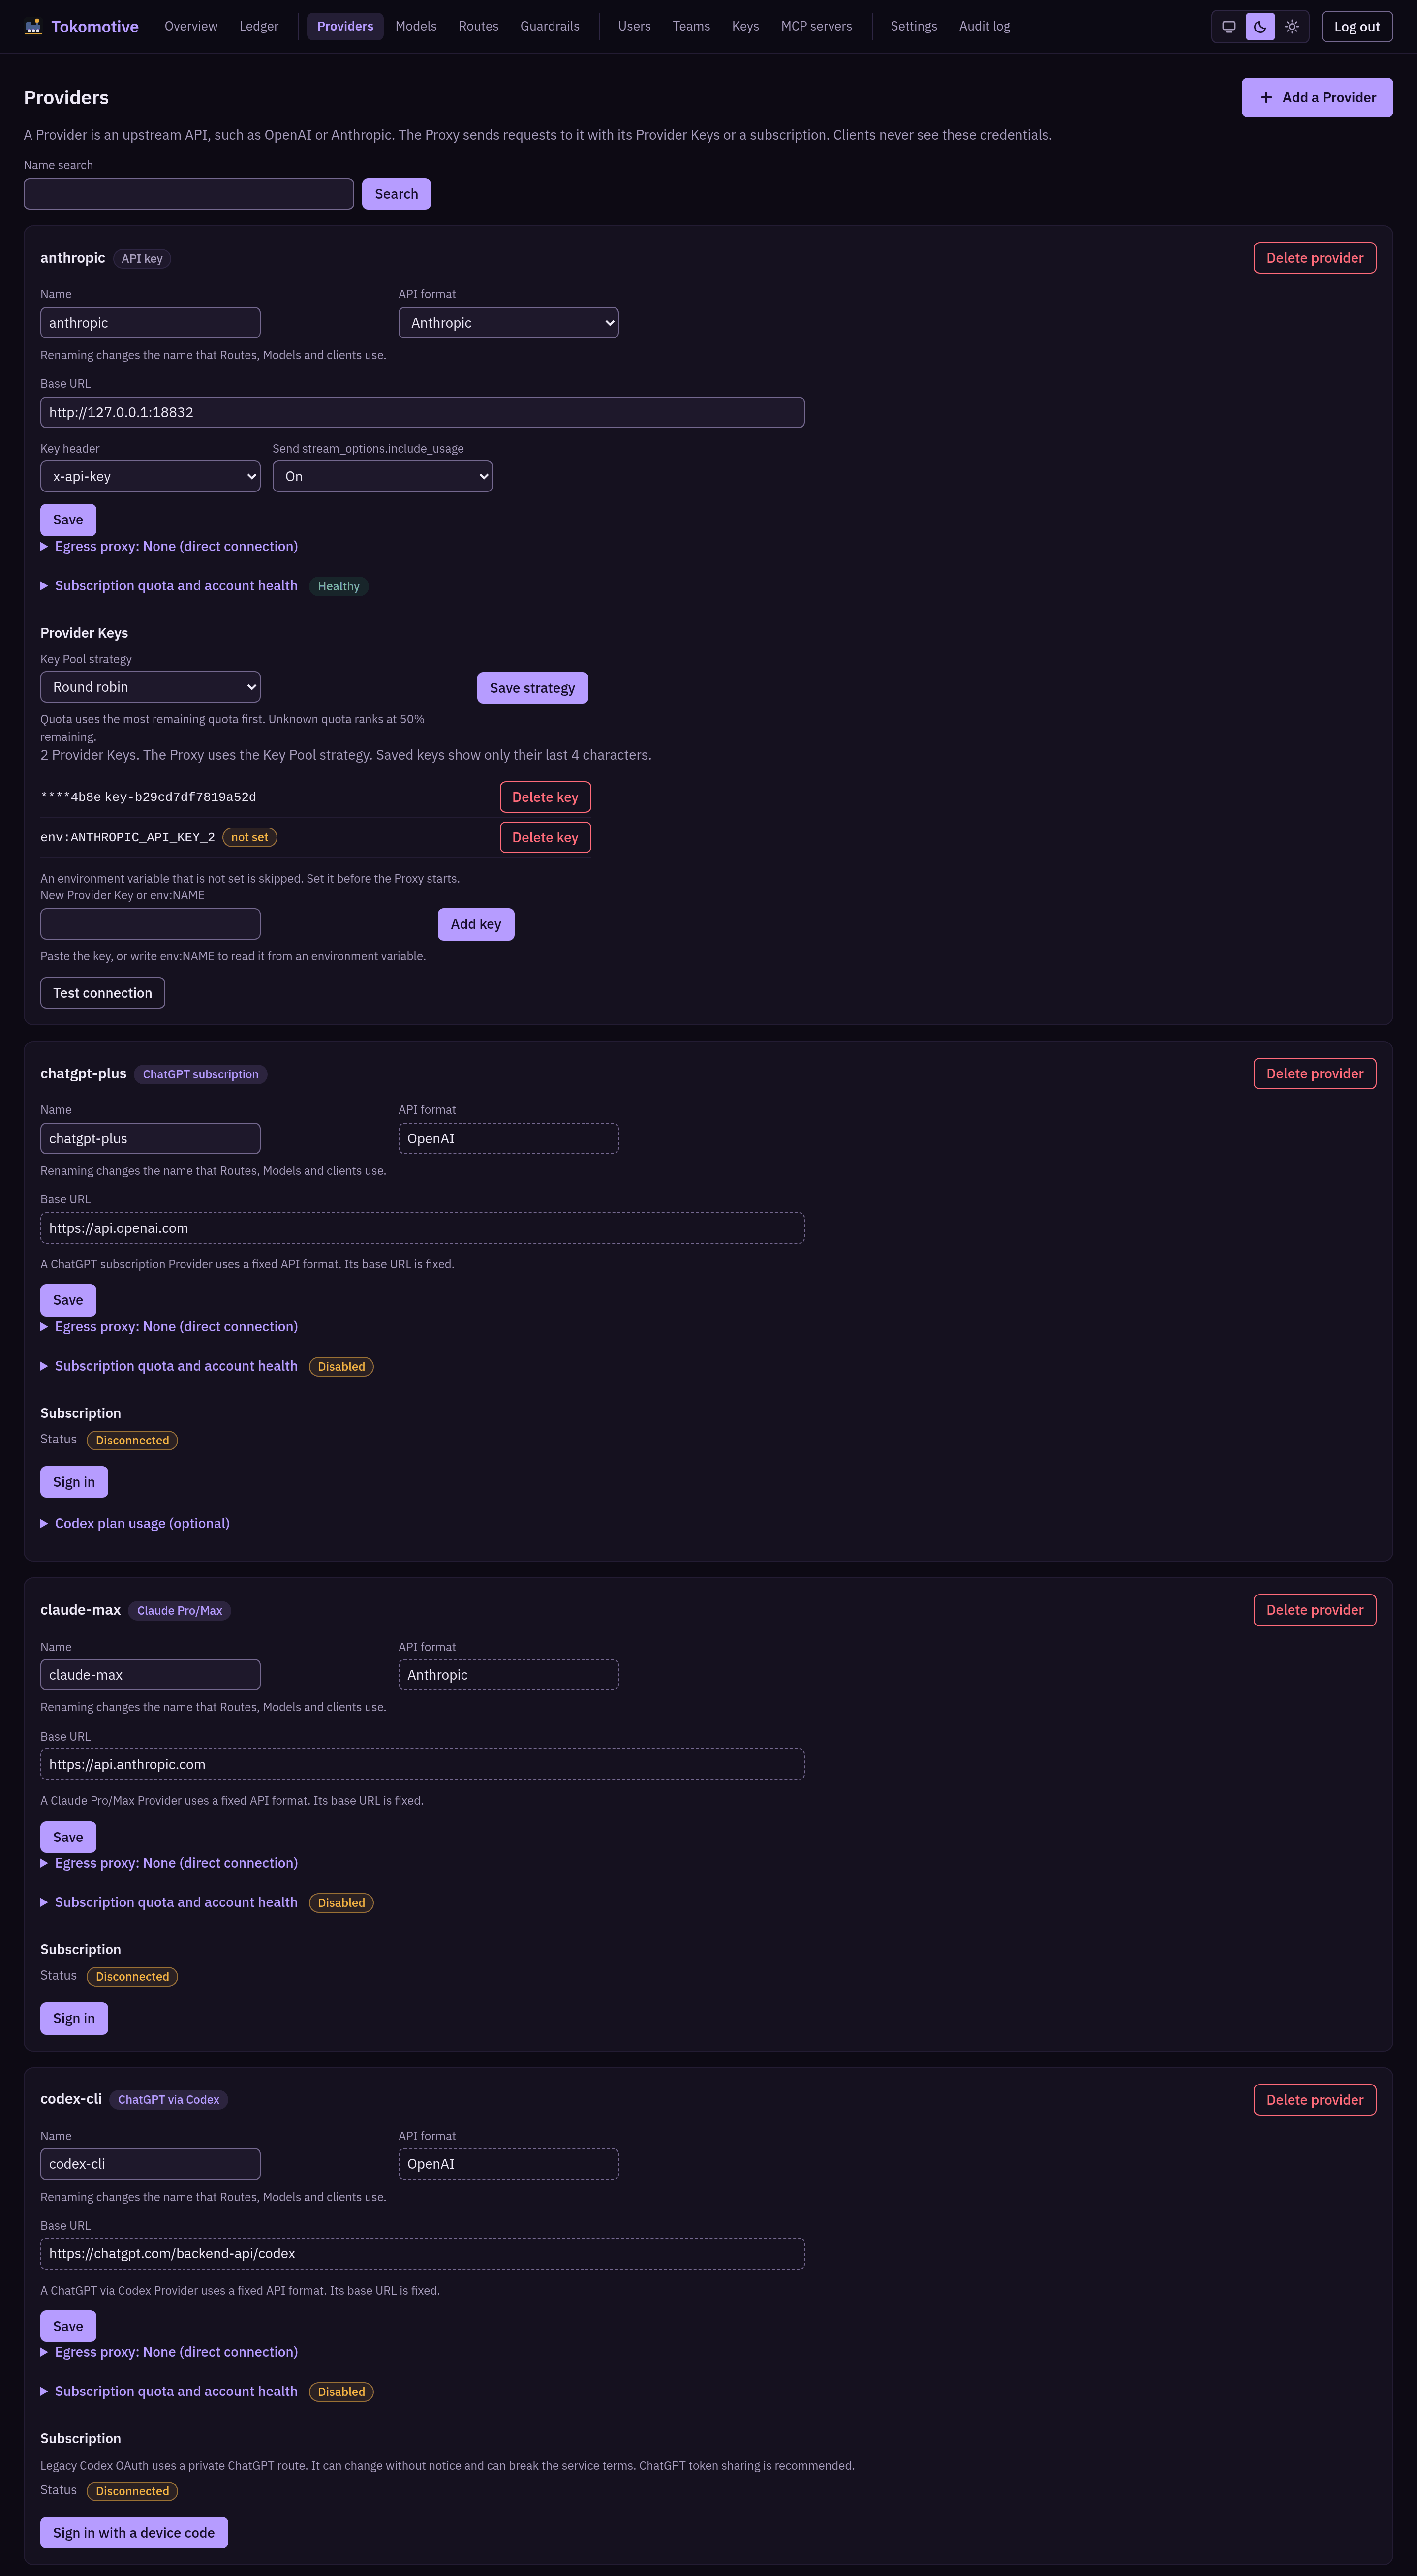 Tokomotive Overview Ledger Providers Models Routes Guardrails Users Teams Keys MCP servers Settings Audit log Log out
Providers
Add a Provider
A Provider is an upstream API, such as OpenAI or Anthropic. The Proxy sends requests to it with its Provider Keys or a subscription. Clients never see these credentials.
Name search
Search
anthropic API key Delete provider
Name API format
anthropic Anthropic
Renaming changes the name that Routes, Models and clients use.
Base URL
http://127.0.0.1:18832
Key header Send stream_options.include_usage
x-api-key On
Save
Egress proxy: None (direct connection)
Subscription quota and account health Healthy
Provider Keys
Key Pool strategy
Round robin Save strategy
Quota uses the most remaining quota first. Unknown quota ranks at 50%
remaining.
2 Provider Keys. The Proxy uses the Key Pool strategy. Saved keys show only their last 4 characters.
****4b8e key-b29cd7df7819a52d Delete key
env:ANTHROPIC_API_KEY_2 not set Delete key
An environment variable that is not set is skipped. Set it before the Proxy starts.
New Provider Key or env:NAME
Add key
Paste the key, or write env:NAME to read it from an environment variable.
Test connection
chatgpt-plus ChatGPT subscription Delete provider
Name API format
chatgpt-plus OpenAI
Renaming changes the name that Routes, Models and clients use.
Base URL
https://api.openai.com
A ChatGPT subscription Provider uses a fixed API format. Its base URL is fixed.
Save
Egress proxy: None (direct connection)
Subscription quota and account health Disabled
Subscription
Status Disconnected
Sign in
Codex plan usage (optional)
claude-max Claude Pro/Max Delete provider
Name API format
claude-max Anthropic
Renaming changes the name that Routes, Models and clients use.
Base URL
https://api.anthropic.com
A Claude Pro/Max Provider uses a fixed API format. Its base URL is fixed.
Save
Egress proxy: None (direct connection)
Subscription quota and account health Disabled
Subscription
Status Disconnected
Sign in
codex-cli ChatGPT via Codex Delete provider
Name API format
codex-cli OpenAI
Renaming changes the name that Routes, Models and clients use.
Base URL
https://chatgpt.com/backend-api/codex
A ChatGPT via Codex Provider uses a fixed API format. Its base URL is fixed.
Save
Egress proxy: None (direct connection)
Subscription quota and account health Disabled
Subscription
Legacy Codex OAuth uses a private ChatGPT route. It can change without notice and can break the service terms. ChatGPT token sharing is recommended.
Status Disconnected
Sign in with a device code